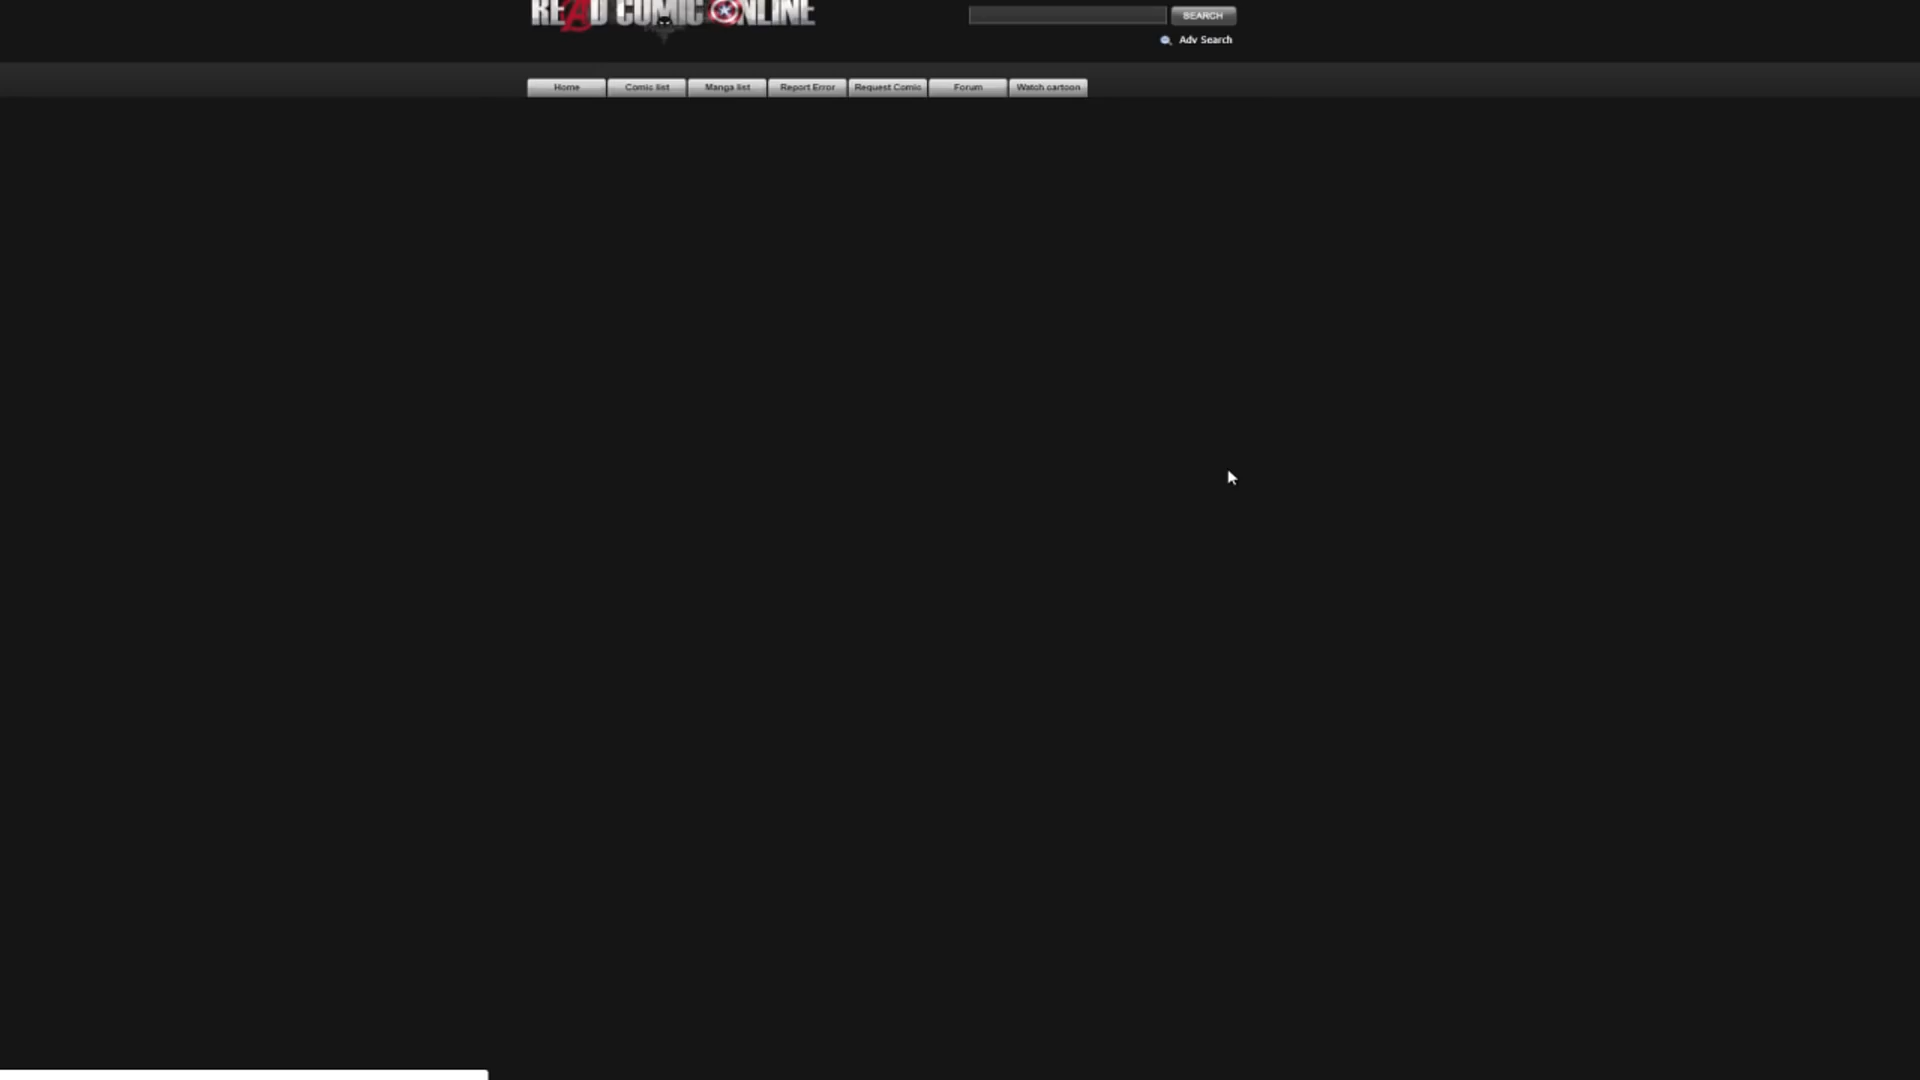 READ COMIC ONLINE
SEARCH
Adv Search
Home
Comic list
Manga list
Report Error
Request Comic
Forum
Watch cartoon